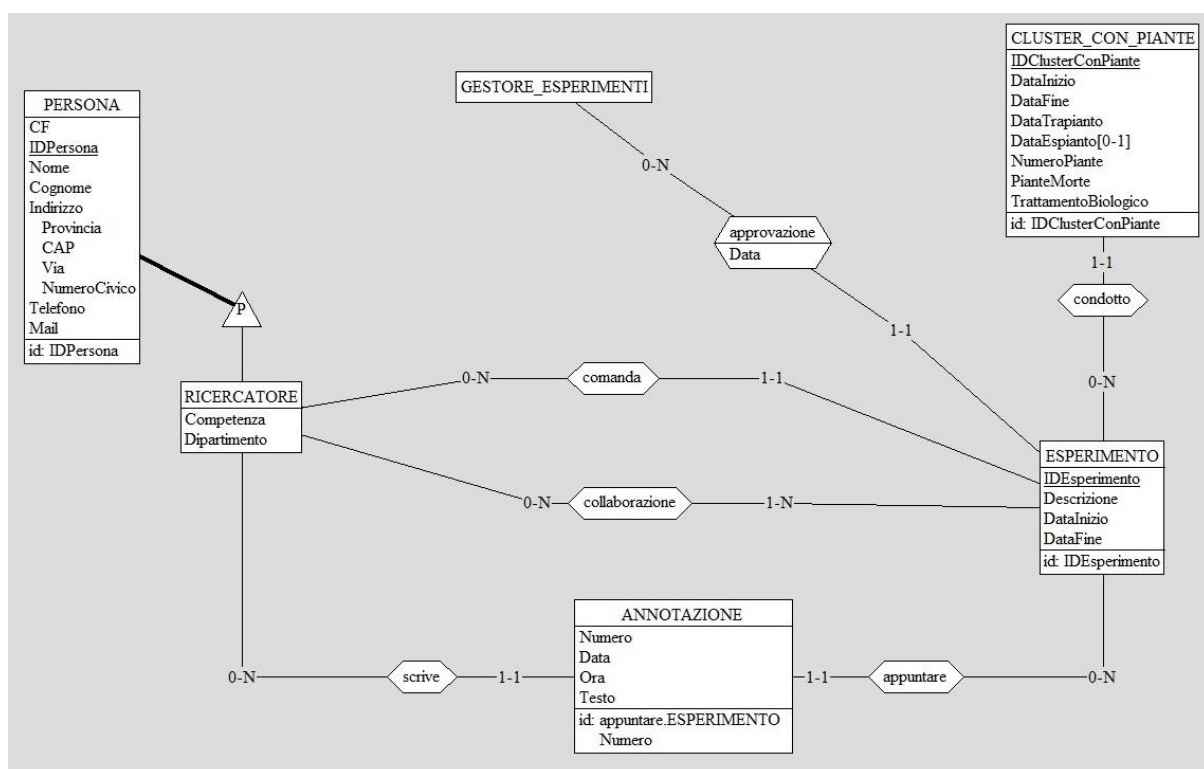 PERSONA
CF
IDPersona
Nome
Cognome
Indirizzo
Provincia
CAP
Via
NumeroCivico
Telefono
Mail
id: IDPersona
GESTORE_ESPERIMENTI
CLUSTER_CON_PIANTE
IDClusterConPiante
DataInizio
DataFine
DataTrapianto
DataEspianto[0-1]
NumeroPiante
PianteMorte
TrattamentoBiologico
id: IDClusterConPiante
0-N
approvazione
Data
1-1
1-1
condotto
0-N
P
RICERCATORE
Competenza
Dipartimento
0-N
comanda
1-1
0-N
collaborazione
1-N
ESPERIMENTO
IDEsperimento
Descrizione
DataInizio
DataFine
id: IDEsperimento
ANNOTAZIONE
Numero
Data
Ora
Testo
id: appuntare.ESPERIMENTO
Numero
0-N
scrive
1-1
1-1
appuntare
0-N